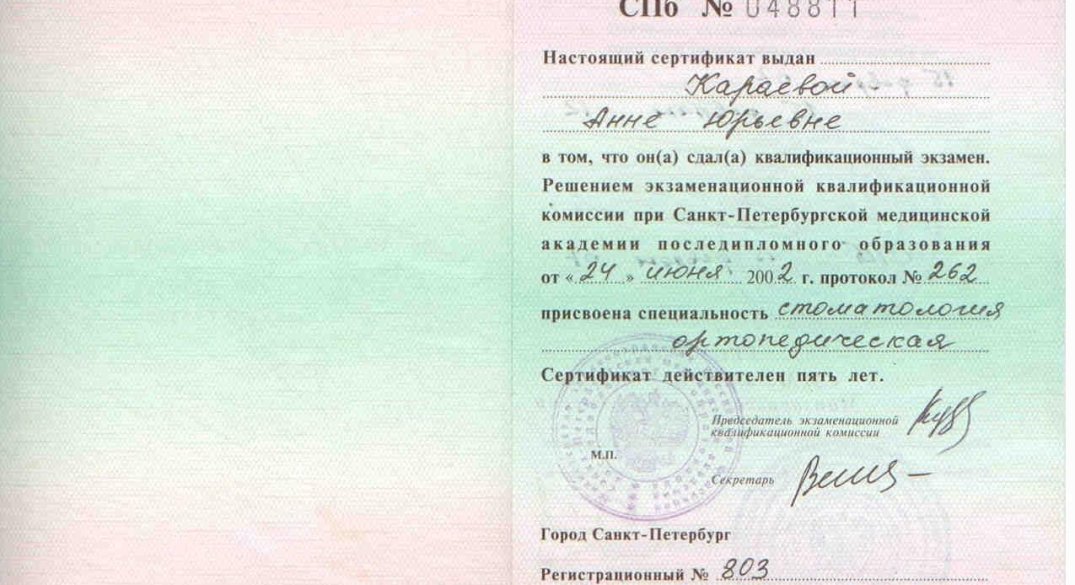 СПб № 048811
Настоящий сертификат выдан
Караевой
Анне Юрьевне
в том, что он(а) сдал(а) квалификационный экзамен.
Решением экзаменационной квалификационной
комиссии при Санкт-Петербургской медицинской
академии последипломного образования
от « 24 » июня 2002 г. протокол № 262
присвоена специальность стоматология
ортопедическая
Сертификат действителен пять лет.
Председатель экзаменационной
квалификационной комиссии
М.П.
Секретарь
Город Санкт-Петербург
Регистрационный № 803